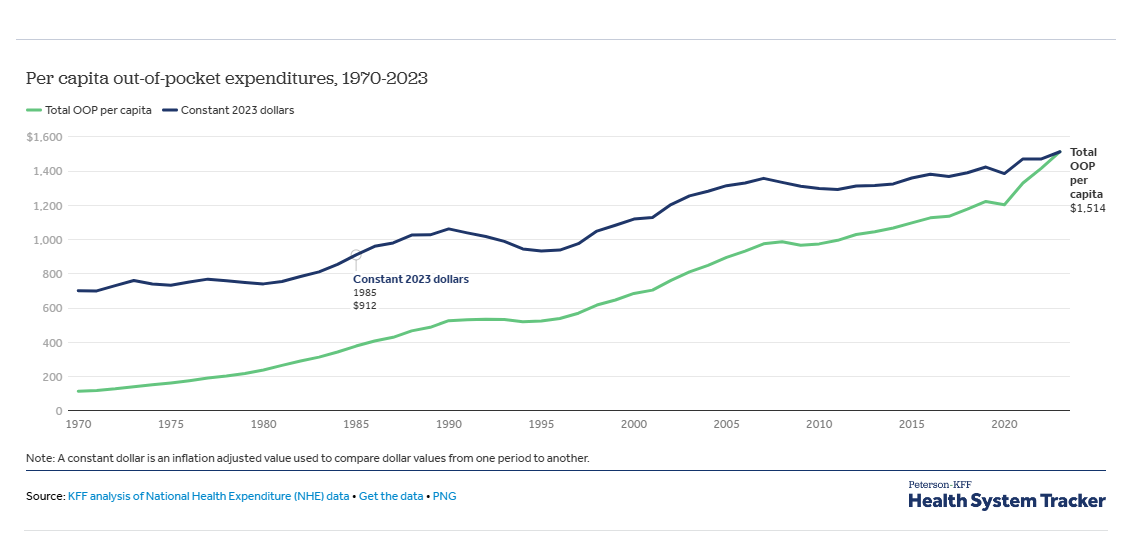 Per capita out-of-pocket expenditures, 1970-2023
Total OOP per capita Constant 2023 dollars
$1,600
1,400
1,200
1,000
800
600
400
200
0
Total
OOP
per
capita
$1,514
Constant 2023 dollars
1985
$912
1970 1975 1980 1985 1990 1995 2000 2005 2010 2015 2020
Note: A constant dollar is an inflation adjusted value used to compare dollar values from one period to another.
Source: KFF analysis of National Health Expenditure (NHE) data • Get the data • PNG
Peterson-KFF
Health System Tracker